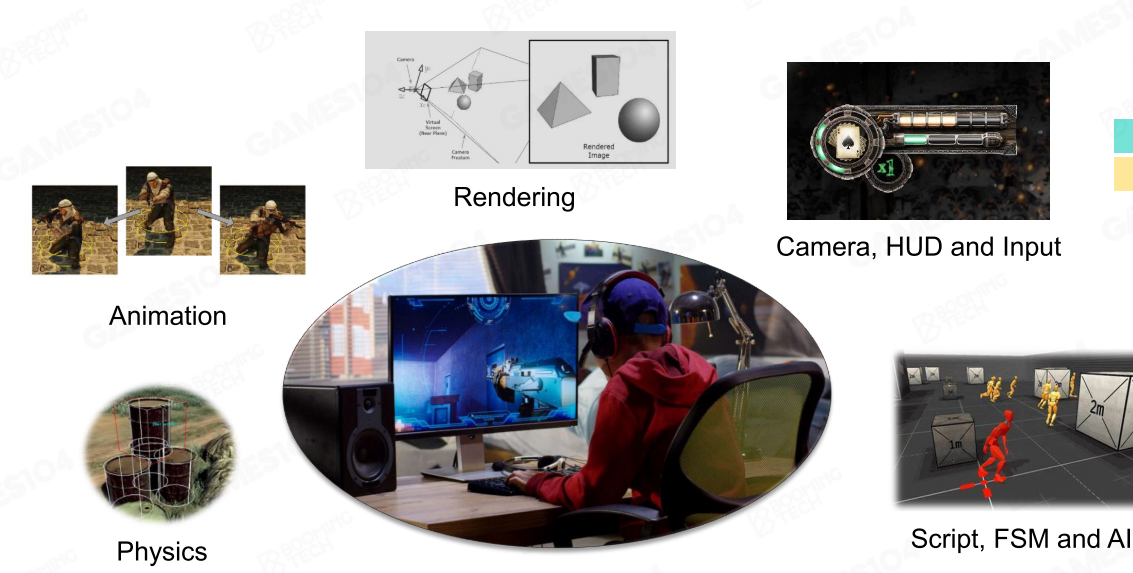 Camera
Virtual
Screen
(Near Plane)
Camera
Frustum
Rendered
Image
Rendering
x1
Camera, HUD and Input
Animation
Physics
1m
2m
Script, FSM and AI
BOOMING
TECH
GAMES104